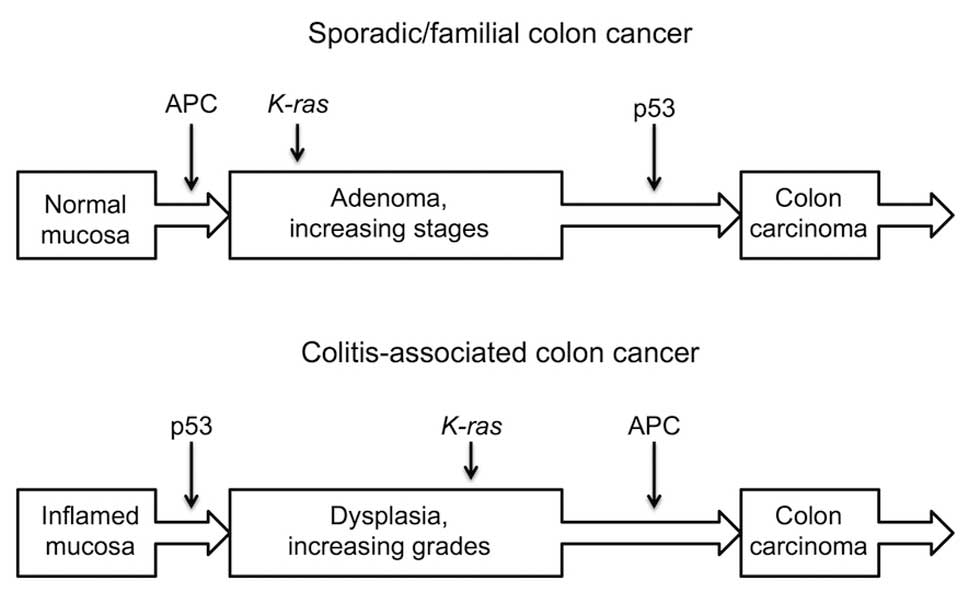 Sporadic/familial colon cancer
APC
K-ras
p53
Normal
mucosa
Adenoma,
increasing stages
Colon
carcinoma
Colitis-associated colon cancer
p53
K-ras
APC
Inflamed
mucosa
Dysplasia,
increasing grades
Colon
carcinoma